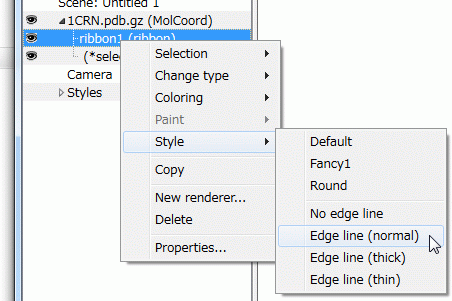 Scene: Untitled 1
1CRN.pdb.gz (MolCoord)
ribbon1 (ribbon)
(*sele
Camera
Styles
Selection
Change type
Coloring
Paint
Style
Copy
New renderer...
Delete
Properties...
Default
Fancy1
Round
No edge line
Edge line (normal)
Edge line (thick)
Edge line (thin)